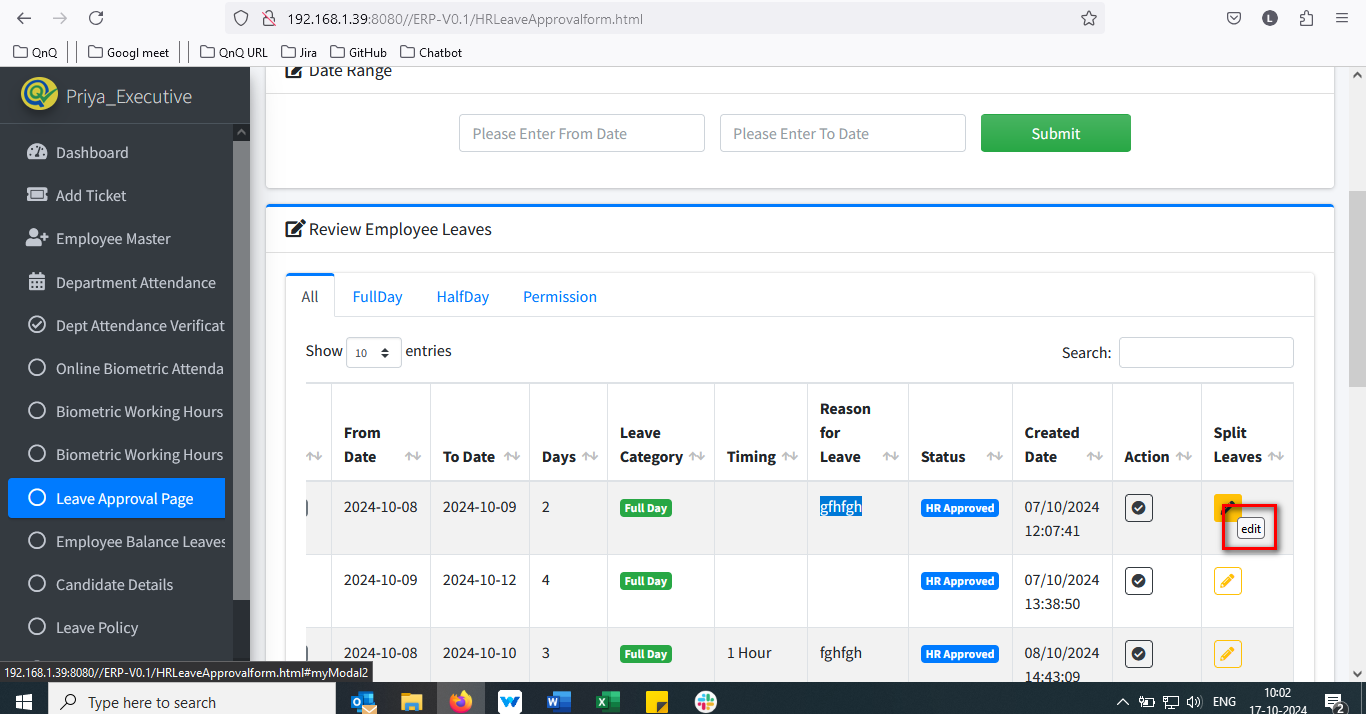 192.168.1.39:8080//ERP-V0.1/HRLeaveApprovalform.html
L
QnQ
Googl meet
QnQ URL
Jira
GitHub
Chatbot
Priya_Executive
Dashboard
Add Ticket
Employee Master
Department Attendance
Dept Attendance Verificat
Online Biometric Attenda
Biometric Working Hours
Biometric Working Hours
Leave Approval Page
Employee Balance Leaves
Candidate Details
Leave Policy
Date Range
Please Enter From Date
Please Enter To Date
Submit
Review Employee Leaves
All
FullDay
HalfDay
Permission
Show 10 entries
Search:
From Date
To Date
Days
Leave Category
Timing
Reason for Leave
Status
Created Date
Action
Split Leaves
2024-10-08 2024-10-09 2 Full Day gfhfgh HR Approved 07/10/2024 12:07:41
edit
2024-10-09 2024-10-12 4 Full Day HR Approved 07/10/2024 13:38:50
2024-10-08 2024-10-10 3 Full Day 1 Hour fghfgh HR Approved 08/10/2024 14:43:09
192.168.1.39:8080//ERP-V0.1/HRLeaveApprovalform.html#myModal2
Type here to search
ENG
10:02
17-10-2024
2